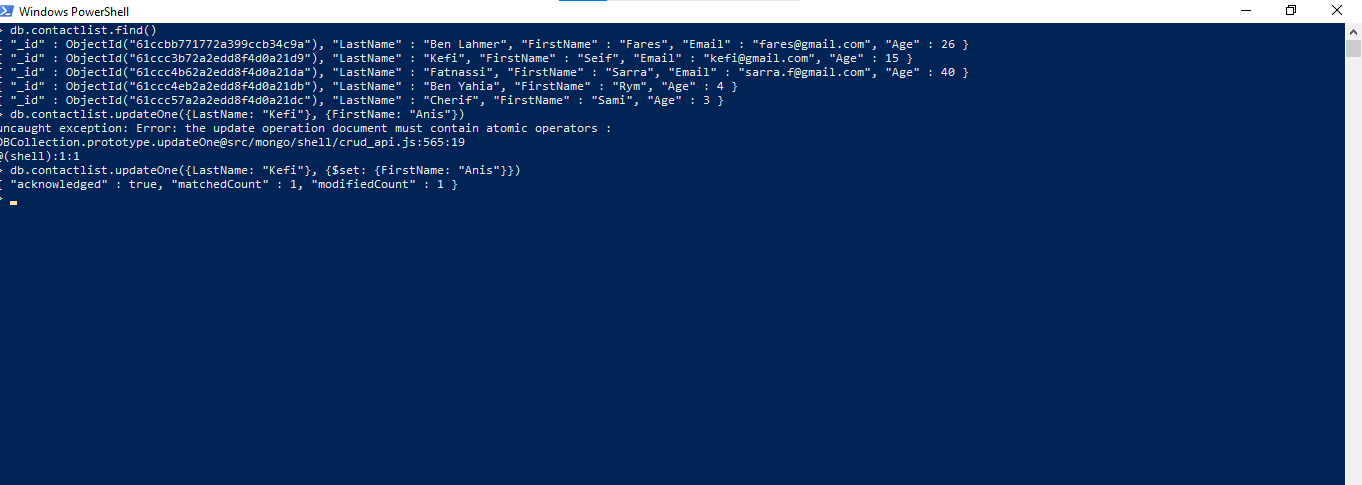 Windows PowerShell
> db.contactlist.find()
{ "_id" : ObjectId("61ccbb771772a399ccb34c9a"), "LastName" : "Ben Lahmer", "FirstName" : "Fares", "Email" : "fares@gmail.com", "Age" : 26 }
{ "_id" : ObjectId("61ccc3b72a2edd8f4d0a21d9"), "LastName" : "Kefi", "FirstName" : "Seif", "Email" : "kefi@gmail.com", "Age" : 15 }
{ "_id" : ObjectId("61ccc4b62a2edd8f4d0a21da"), "LastName" : "Fatnassi", "FirstName" : "Sarra", "Email" : "sarra.f@gmail.com", "Age" : 40 }
{ "_id" : ObjectId("61ccc4eb2a2edd8f4d0a21db"), "LastName" : "Ben Yahia", "FirstName" : "Rym", "Age" : 4 }
{ "_id" : ObjectId("61ccc57a2a2edd8f4d0a21dc"), "LastName" : "Cherif", "FirstName" : "Sami", "Age" : 3 }
> db.contactlist.updateOne({LastName: "Kefi"}, {FirstName: "Anis"})
uncaught exception: Error: the update operation document must contain atomic operators :
DBCollection.prototype.updateOne@src/mongo/shell/crud_api.js:565:19
@(shell):1:1
> db.contactlist.updateOne({LastName: "Kefi"}, {$set: {FirstName: "Anis"}})
{ "acknowledged" : true, "matchedCount" : 1, "modifiedCount" : 1 }
>